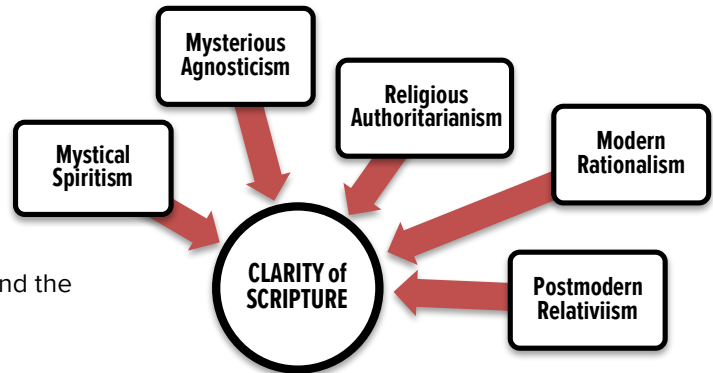 Mysterious
Agnosticism
Religious
Authoritarianism
Mystical
Spiritism
Modern
Rationalism
CLARITY of
SCRIPTURE
nd the
Postmodern
Relativiism